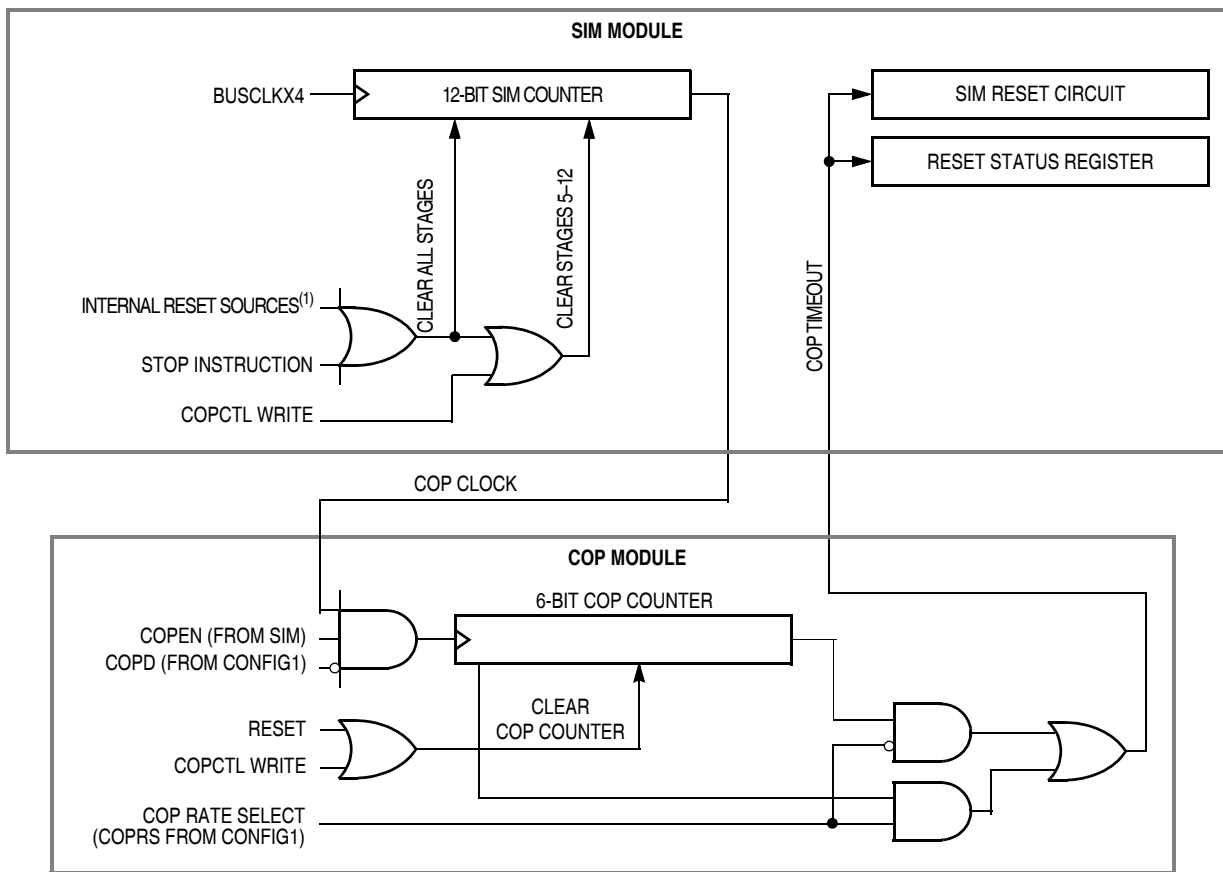 SIM MODULE
BUSCLKX4
12-BIT SIM COUNTER
SIM RESET CIRCUIT
RESET STATUS REGISTER
CLEAR ALL STAGES
CLEAR STAGES 5–12
INTERNAL RESET SOURCES(1)
STOP INSTRUCTION
COPCTL WRITE
COP TIMEOUT
COP CLOCK
COP MODULE
6-BIT COP COUNTER
COPEN (FROM SIM)
COPD (FROM CONFIG1)
CLEAR
COP COUNTER
RESET
COPCTL WRITE
COP RATE SELECT
(COPRS FROM CONFIG1)